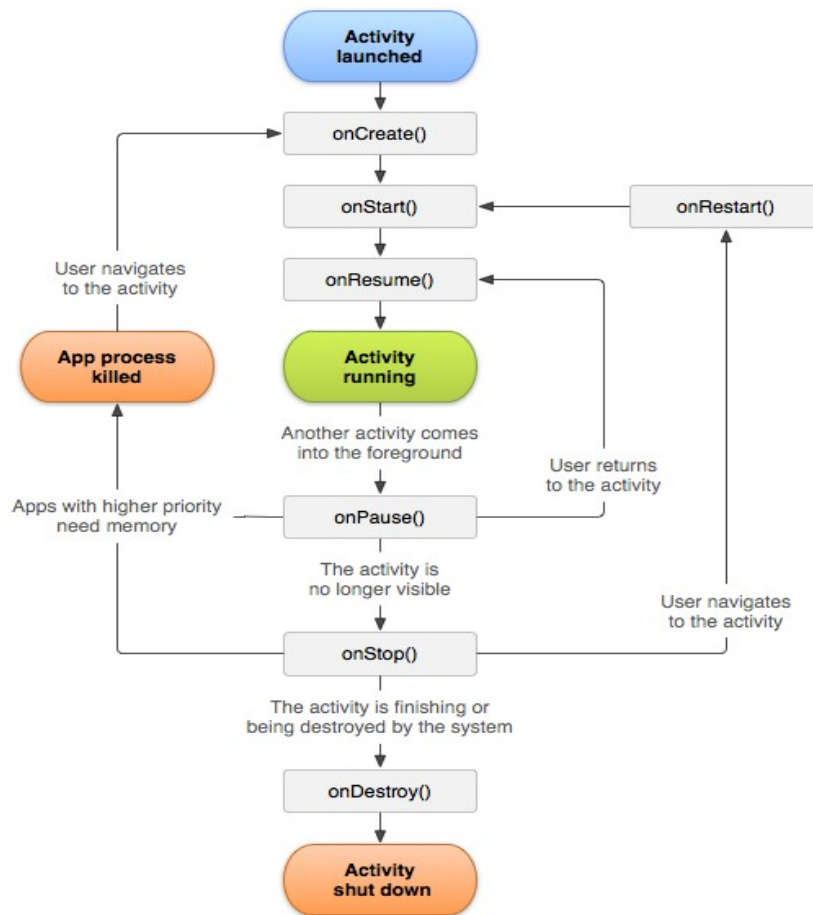 Activity
launched
onCreate()
onStart()
onRestart()
User navigates
to the activity
onResume()
App process
killed
Activity
running
Another activity comes
into the foreground
User returns
to the activity
Apps with higher priority
need memory
onPause()
The activity is
no longer visible
User navigates
to the activity
onStop()
The activity is finishing or
being destroyed by the system
onDestroy()
Activity
shut down